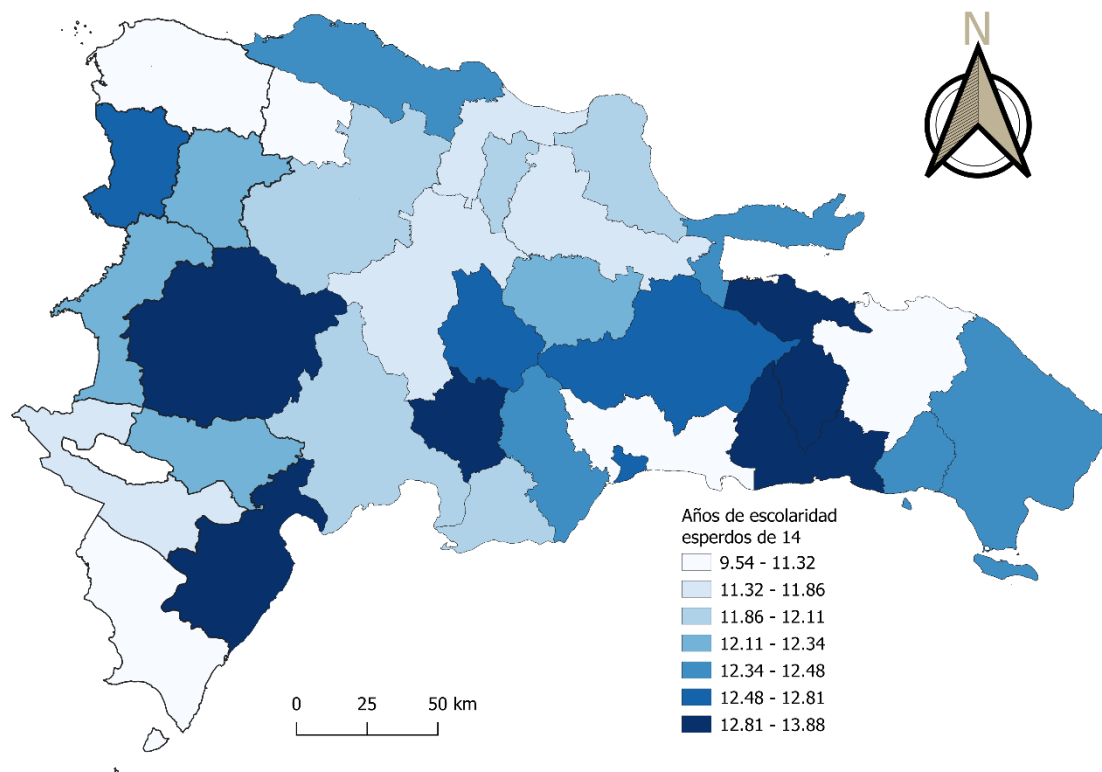 N
Años de escolaridad
esperdos de 14
9.54 - 11.32
11.32 - 11.86
11.86 - 12.11
12.11 - 12.34
12.34 - 12.48
12.48 - 12.81
12.81 - 13.88
0 25 50 km